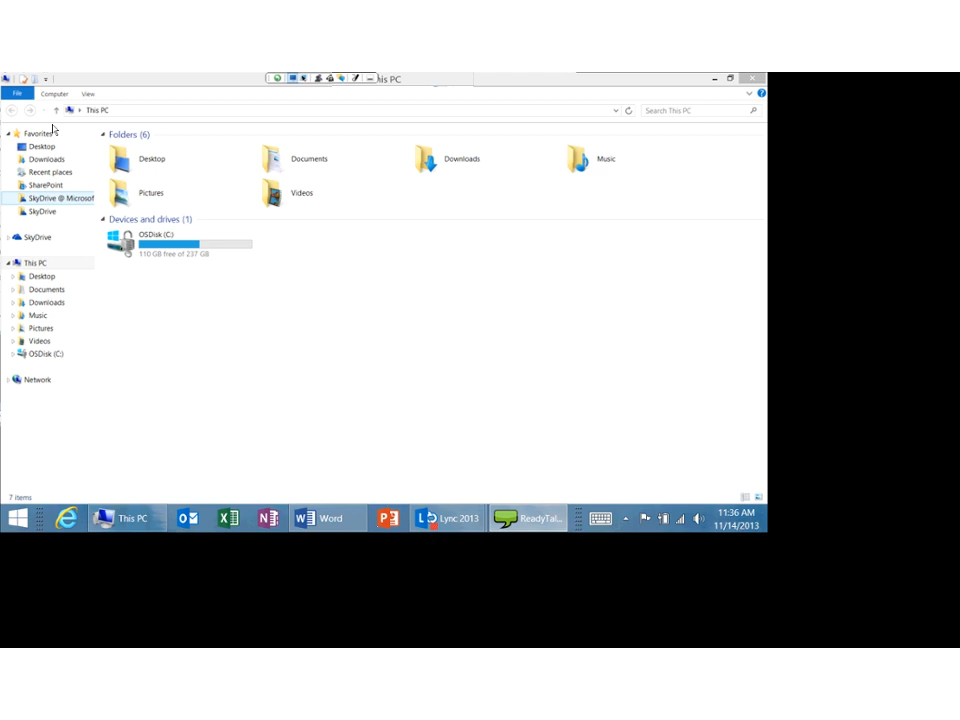 his PC
File Computer View
This PC
Search This PC
Favorites
Desktop
Downloads
Recent places
SharePoint
SkyDrive @ Microsof
SkyDrive
SkyDrive
This PC
Desktop
Documents
Downloads
Music
Pictures
Videos
OSDisk (C:)
Network
Folders (6)
Desktop
Documents
Downloads
Music
Pictures
Videos
Devices and drives (1)
OSDisk (C:)
110 GB free of 237 GB
7 items
This PC
Word
Lync 2013
ReadyTal...
11:36 AM
11/14/2013